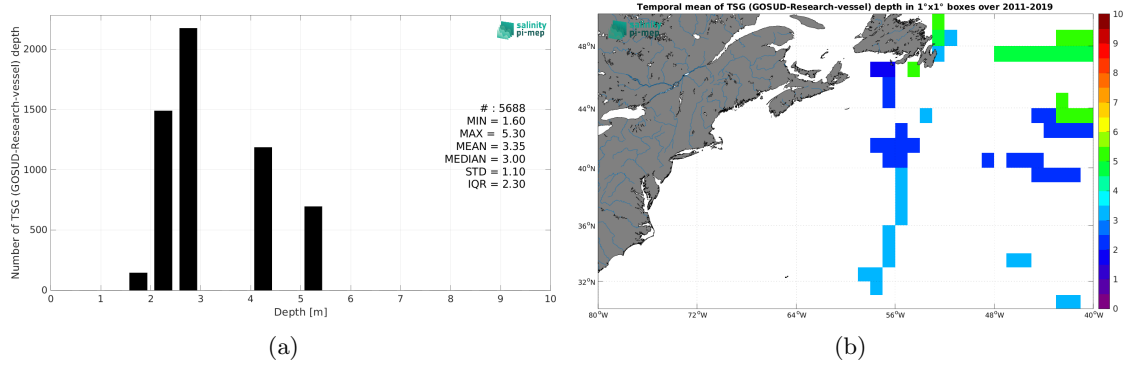 salinity
pi-mep
Number of TSG (GOSUD-Research-vessel) depth
2000
1500
1000
500
0
# : 5688
MIN = 1.60
MAX = 5.30
MEAN = 3.35
MEDIAN = 3.00
STD = 1.10
IQR = 2.30
0 1 2 3 4 5 6 7 8 9 10
Depth [m]
(a)
Temporal mean of TSG (GOSUD-Research-vessel) depth in 1°x1° boxes over 2011-2019
salinity
pi-mep
48°N
44°N
40°N
36°N
32°N
80°W 72°W 64°W 56°W 48°W 40°W
10
9
8
7
6
5
4
3
2
1
0
(b)